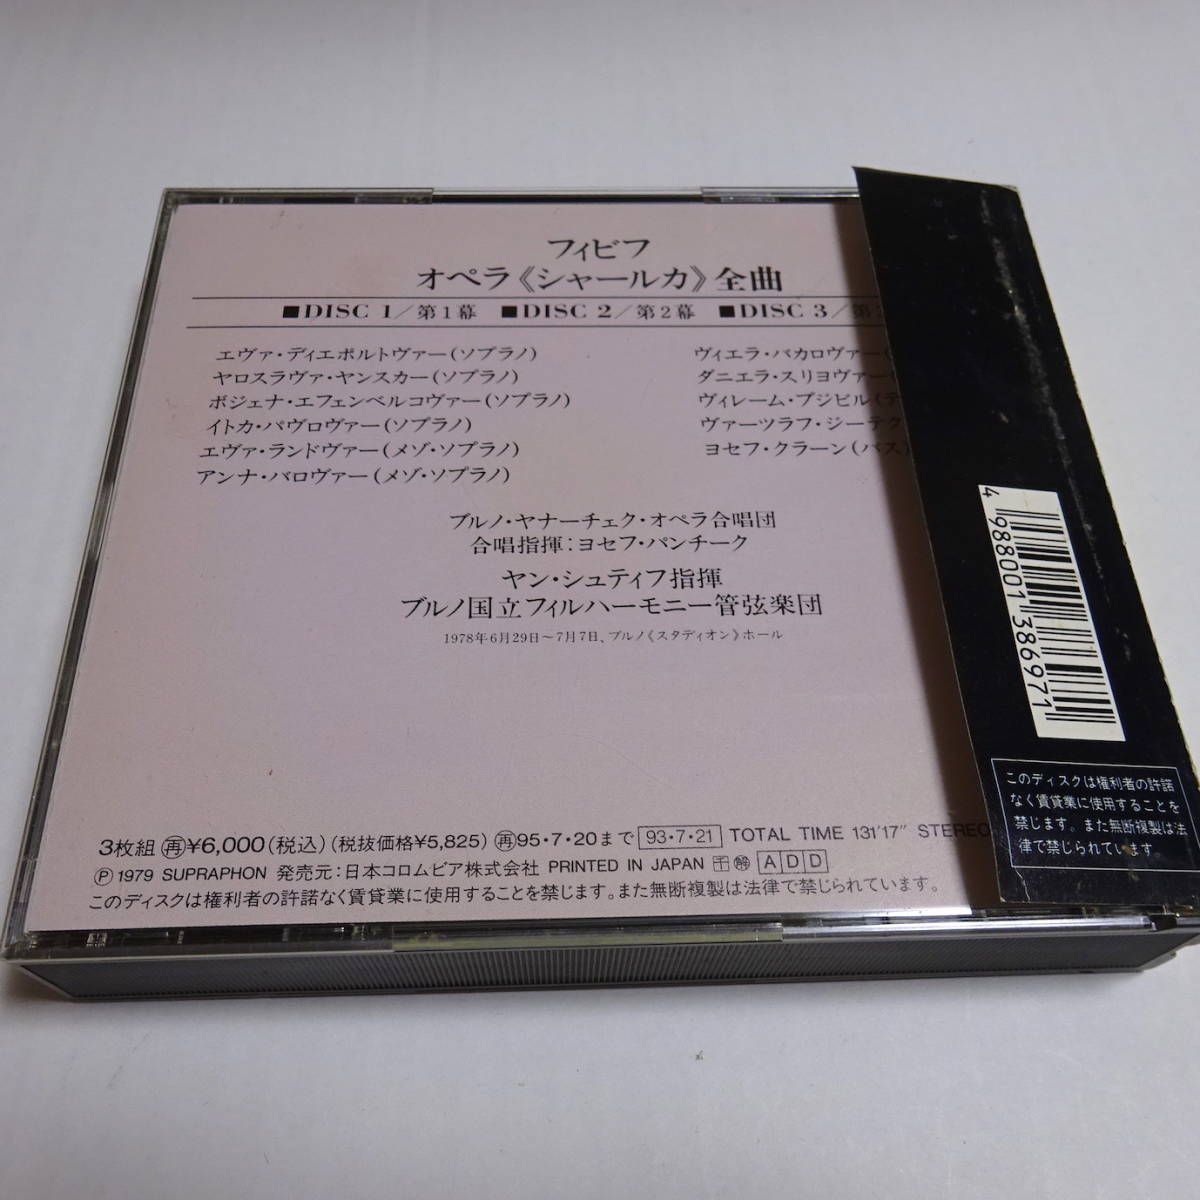 フィビフ
オペラ《シャールカ》全曲
■DISC 1／第1幕 ■DISC 2／第2幕 ■DISC 3／第
エヴァ・ディエポルトヴァー(ソプラノ)
ヤロスラヴァ・ヤンスカー(ソプラノ)
ボジェナ・エフェンベルコヴァー(ソプラノ)
イトカ・パヴロヴァー(ソプラノ)
エヴァ・ランドヴァー(メゾ・ソプラノ)
アンナ・バロヴァー(メゾ・ソプラノ)
ヴィエラ・バカロヴァー(
ダニエラ・スリョヴァー(
ヴィレーム・プジビル(テ
ヴァーツラフ・ジーテク
ヨセフ・クラーン(バス)
ブルノ・ヤナーチェク・オペラ合唱団
合唱指揮：ヨセフ・パンチーク
ヤン・シュティフ指揮
ブルノ国立フィルハーモニー管弦楽団
1978年6月29日〜7月7日、ブルノ《スタディオン》ホール
3枚組 再¥6,000(税込)(税抜価格¥5,825) 再95・7・20まで 93・7・21 TOTAL TIME 131'17" STEREO
Ⓟ 1979 SUPRAPHON 発売元：日本コロムビア株式会社 PRINTED IN JAPAN A D D
このディスクは権利者の許諾なく賃貸業に使用することを禁じます。また無断複製は法律で禁じられています。
4 988001 386971
このディスクは権利者の許諾
なく賃貸業に使用することを
禁じます。また無断複製は法
律で禁じられています。